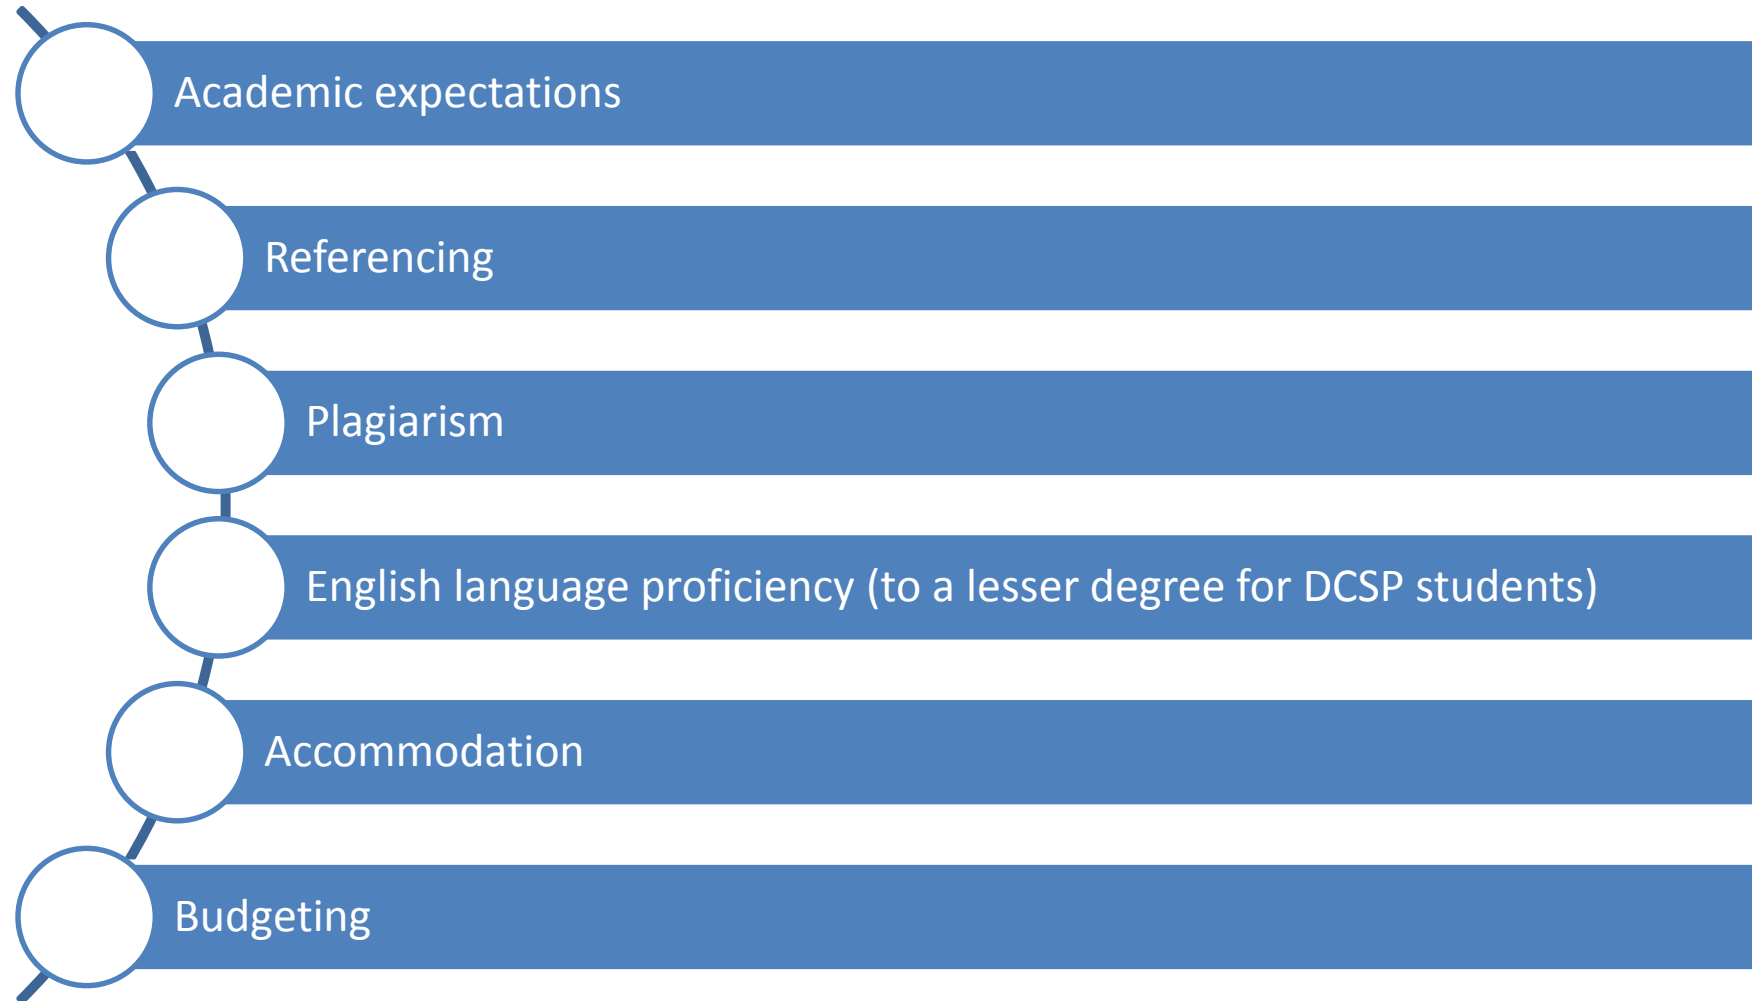 Academic expectations
Referencing
Plagiarism
English language proficiency (to a lesser degree for DCSP students)
Accommodation
Budgeting